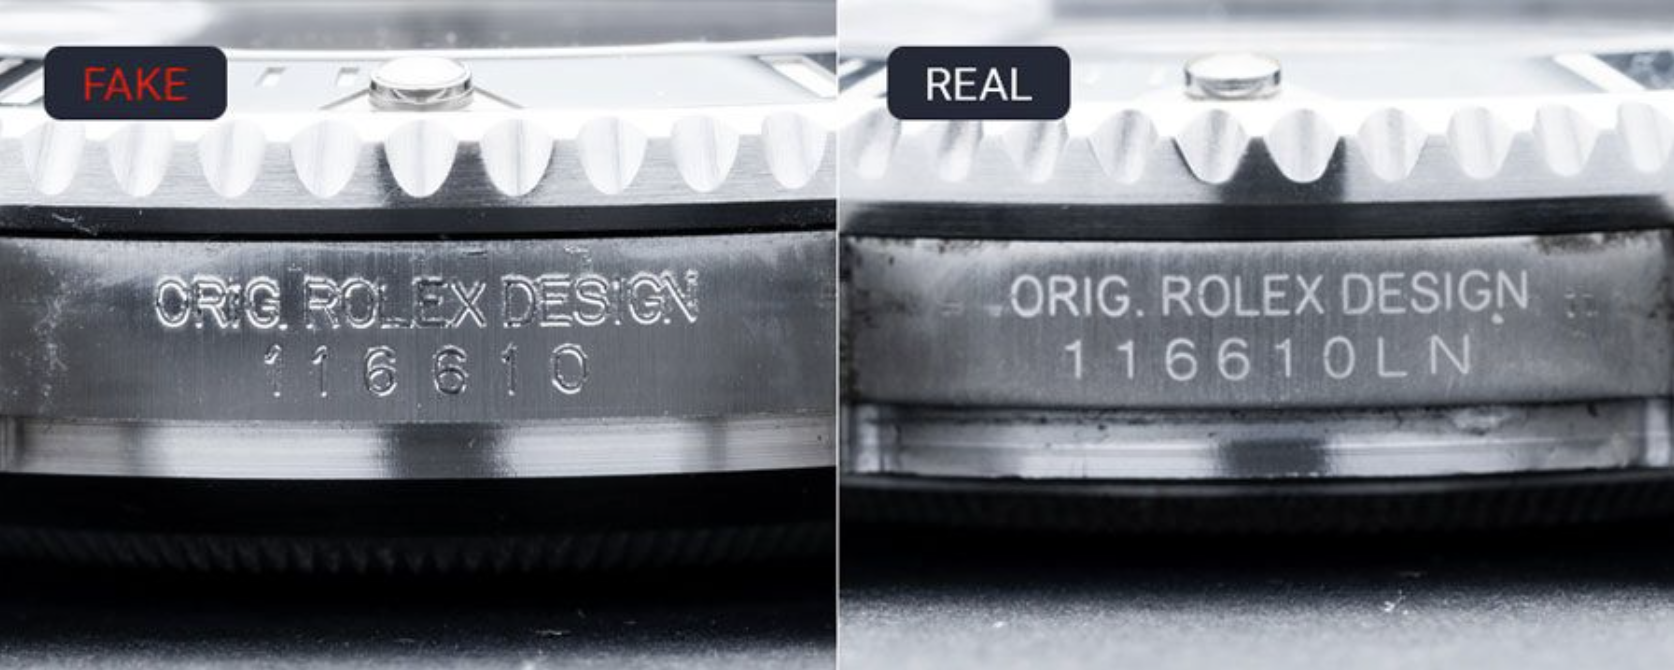 FAKE
ORIG ROLEX DESIGN
116610
REAL
ORIG. ROLEX DESIGN
116610LN